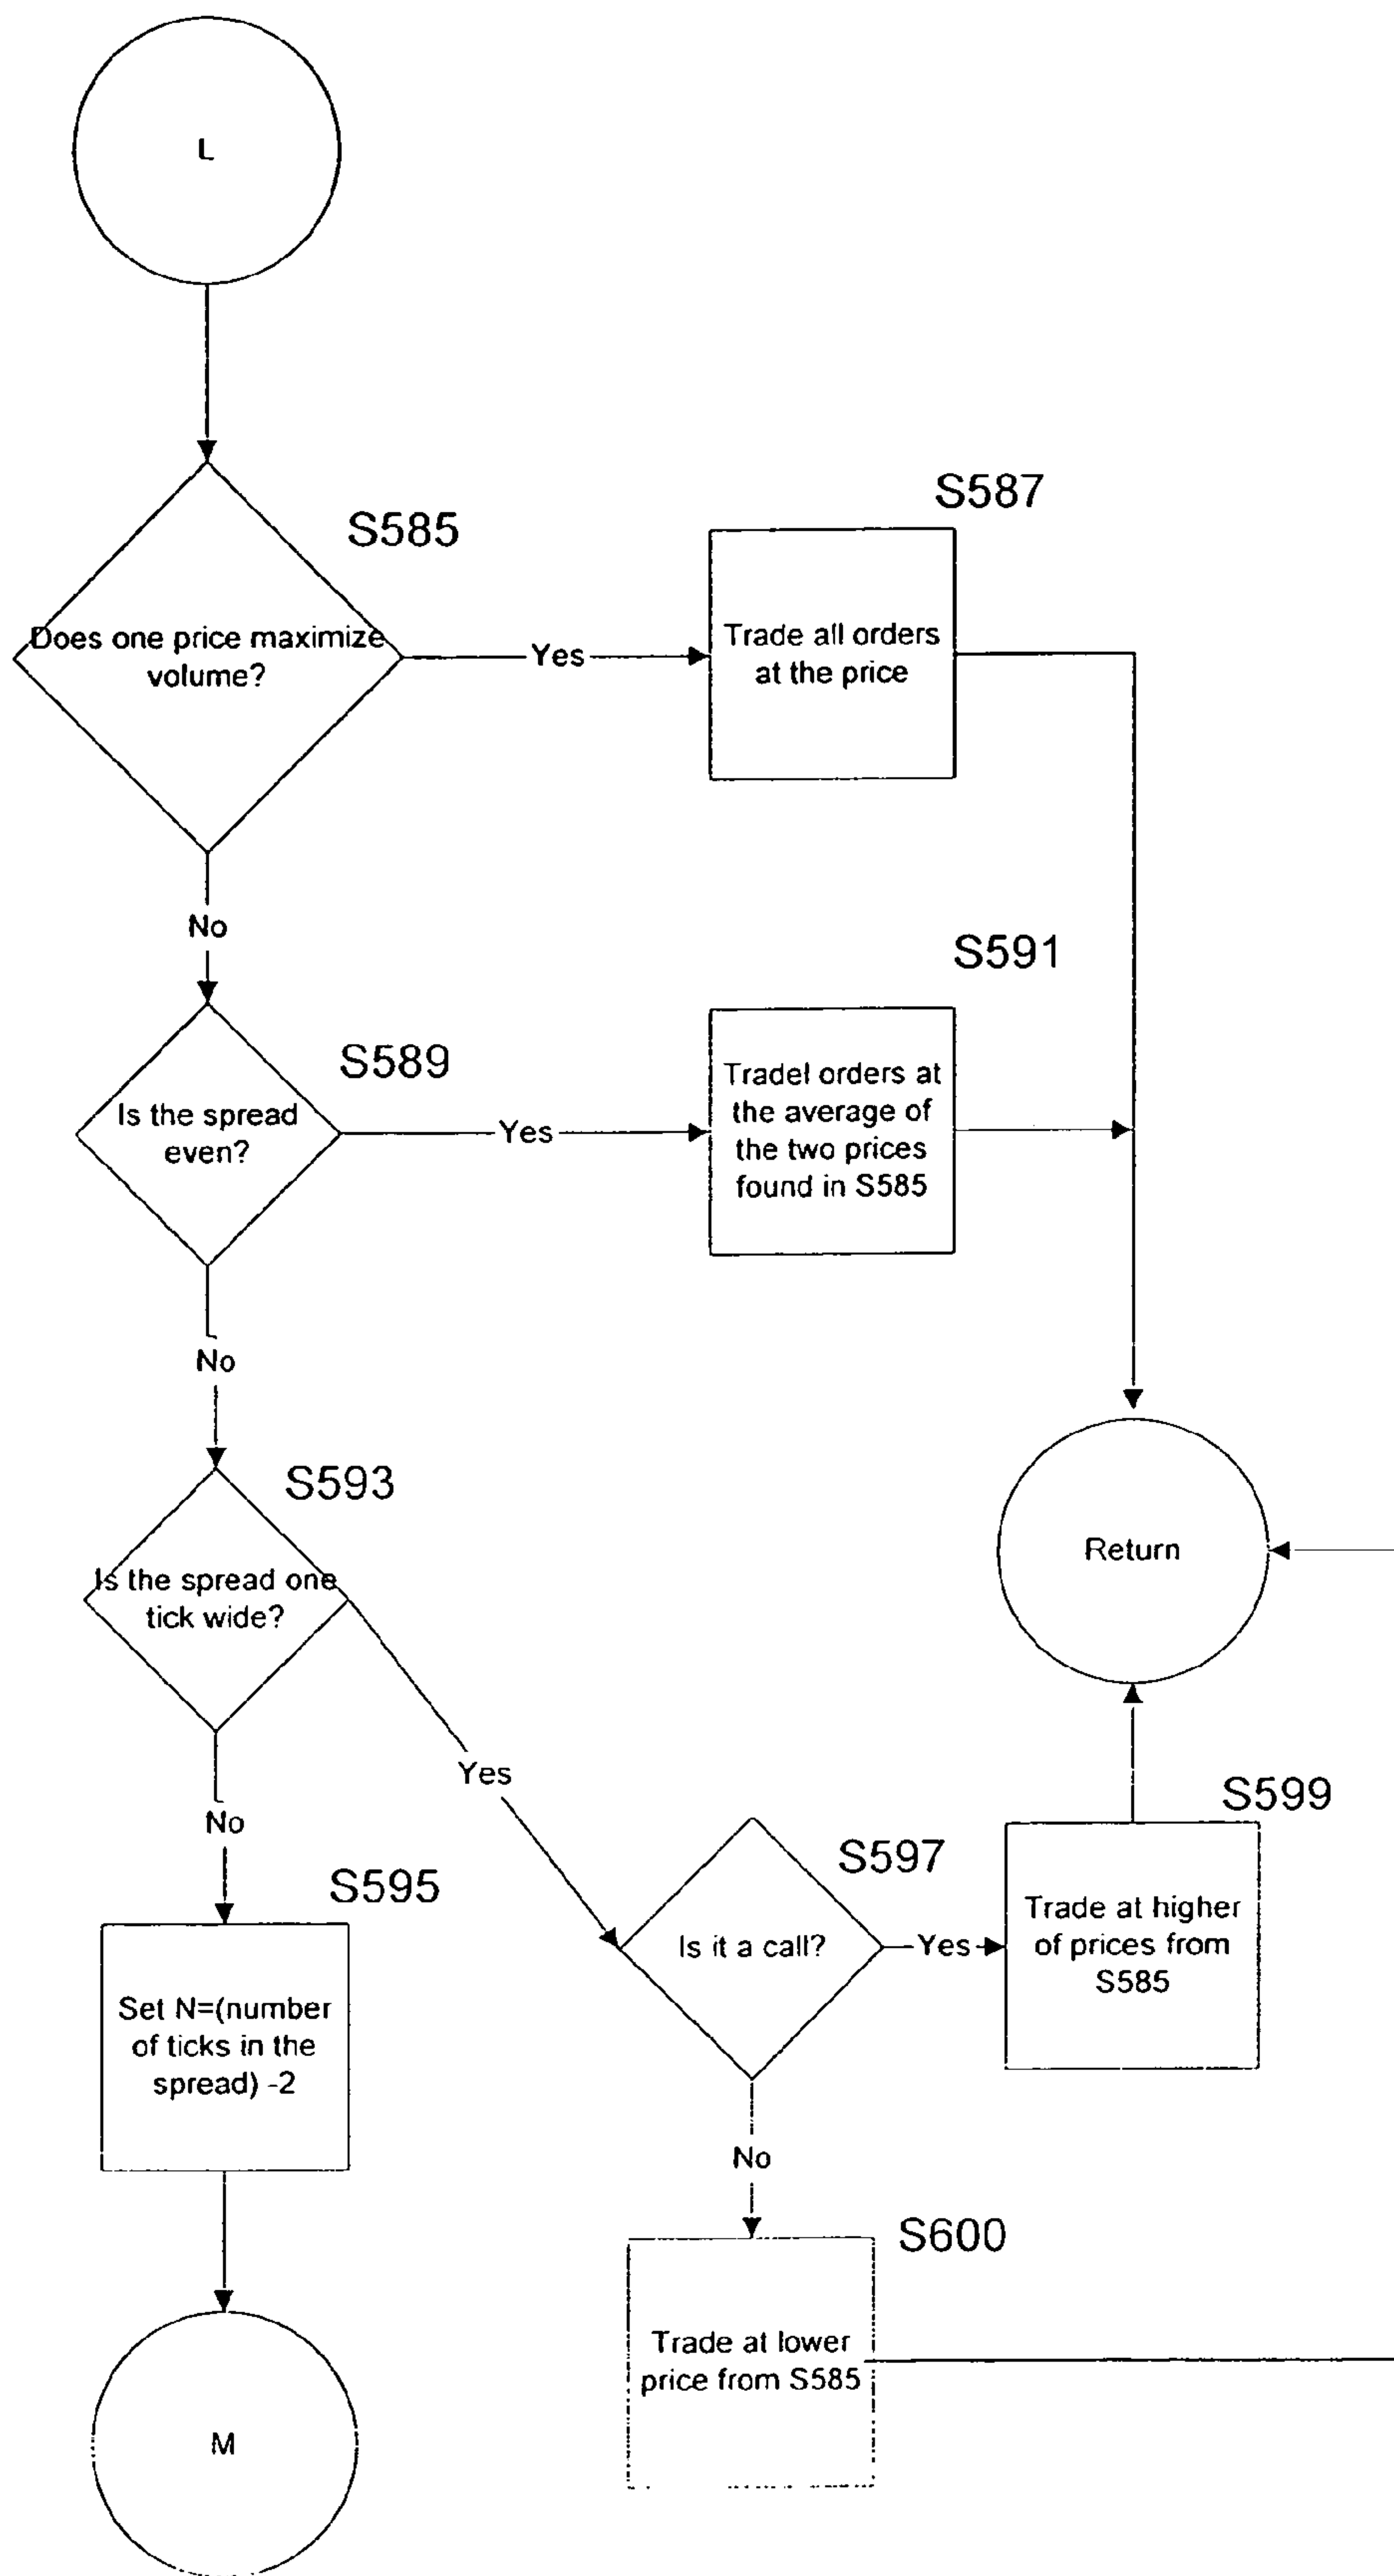 L
S585
Does one price maximize
volume?
Yes
S587
Trade all orders
at the price
No
S589
Is the spread
even?
Yes
S591
Tradel orders at
the average of
the two prices
found in S585
No
S593
Is the spread one
tick wide?
Yes
Return
No
S595
Set N=(number
of ticks in the
spread) -2
S597
Is it a call?
Yes
S599
Trade at higher
of prices from
S585
No
S600
Trade at lower
price from S585
M